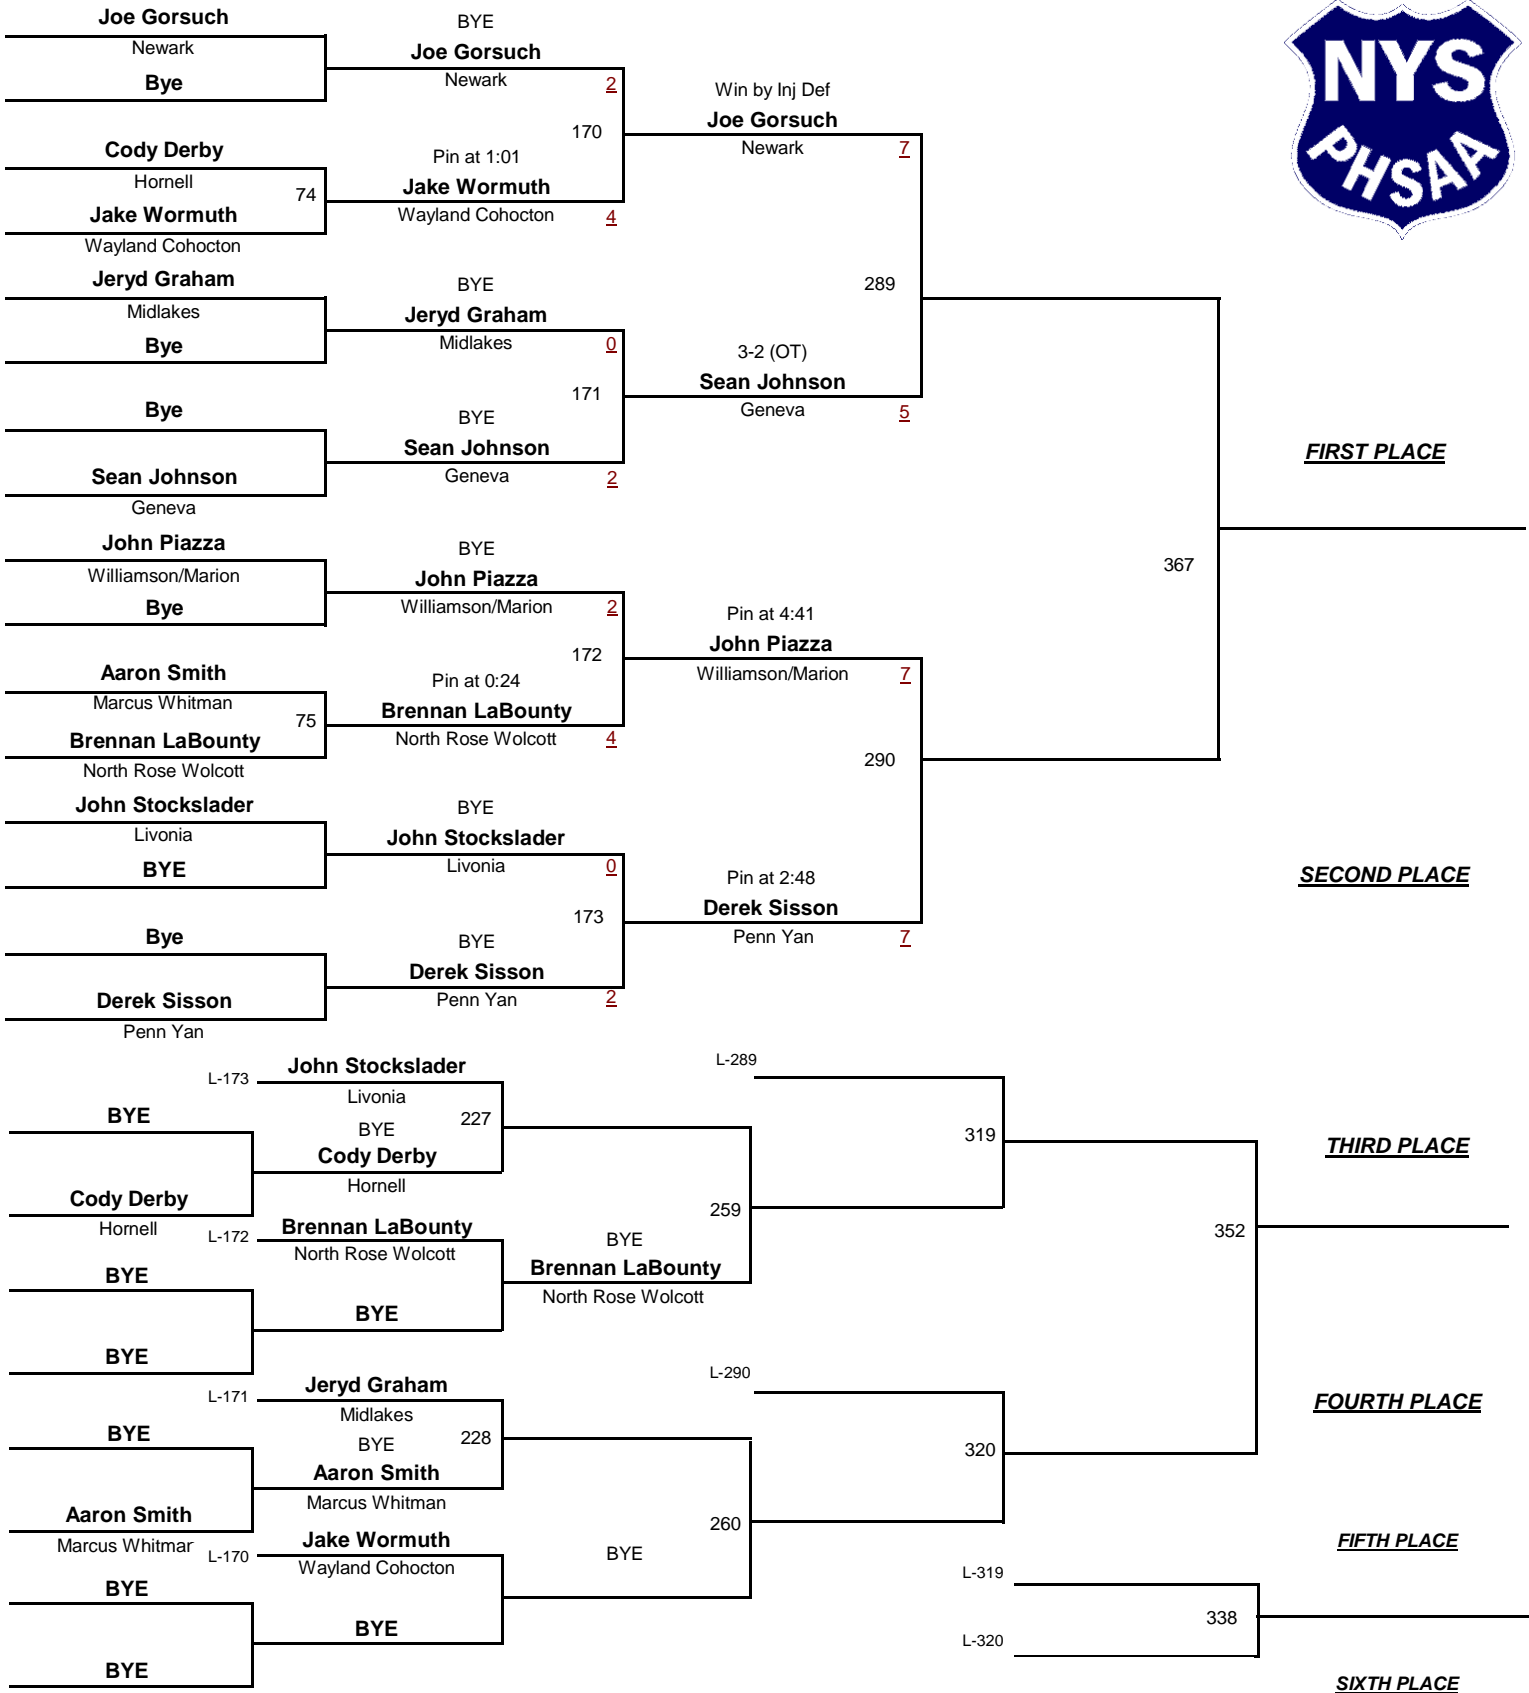 Joe Gorsuch
Newark
Bye
Cody Derby
Hornell
74
Jake Wormuth
Wayland Cohocton
Jeryd Graham
Midlakes
Bye
Bye
Sean Johnson
Geneva
John Piazza
Williamson/Marion
Bye
Aaron Smith
Marcus Whitman
75
Brennan LaBounty
North Rose Wolcott
John Stockslader
Livonia
BYE
Bye
Derek Sisson
Penn Yan
BYE
Joe Gorsuch
Newark
2
170
Pin at 1:01
Jake Wormuth
Wayland Cohocton
4
BYE
Jeryd Graham
Midlakes
0
171
BYE
Sean Johnson
Geneva
2
BYE
John Piazza
Williamson/Marion
2
172
Pin at 0:24
Brennan LaBounty
North Rose Wolcott
4
BYE
John Stockslader
Livonia
0
173
BYE
Derek Sisson
Penn Yan
2
Win by Inj Def
Joe Gorsuch
Newark
7
289
3-2 (OT)
Sean Johnson
Geneva
5
Pin at 4:41
John Piazza
Williamson/Marion
7
290
Pin at 2:48
Derek Sisson
Penn Yan
7
367
NYS
PHSAA
FIRST PLACE
SECOND PLACE
BYE
Cody Derby
Hornell
BYE
BYE
BYE
Aaron Smith
Marcus Whitmar
BYE
BYE
L-173
John Stockslader
Livonia
227
BYE
Cody Derby
Hornell
L-172
Brennan LaBounty
North Rose Wolcott
BYE
L-171
Jeryd Graham
Midlakes
228
BYE
Aaron Smith
Marcus Whitman
L-170
Jake Wormuth
Wayland Cohocton
BYE
259
BYE
Brennan LaBounty
North Rose Wolcott
260
BYE
L-289
319
L-290
320
352
L-319
338
L-320
THIRD PLACE
FOURTH PLACE
FIFTH PLACE
SIXTH PLACE